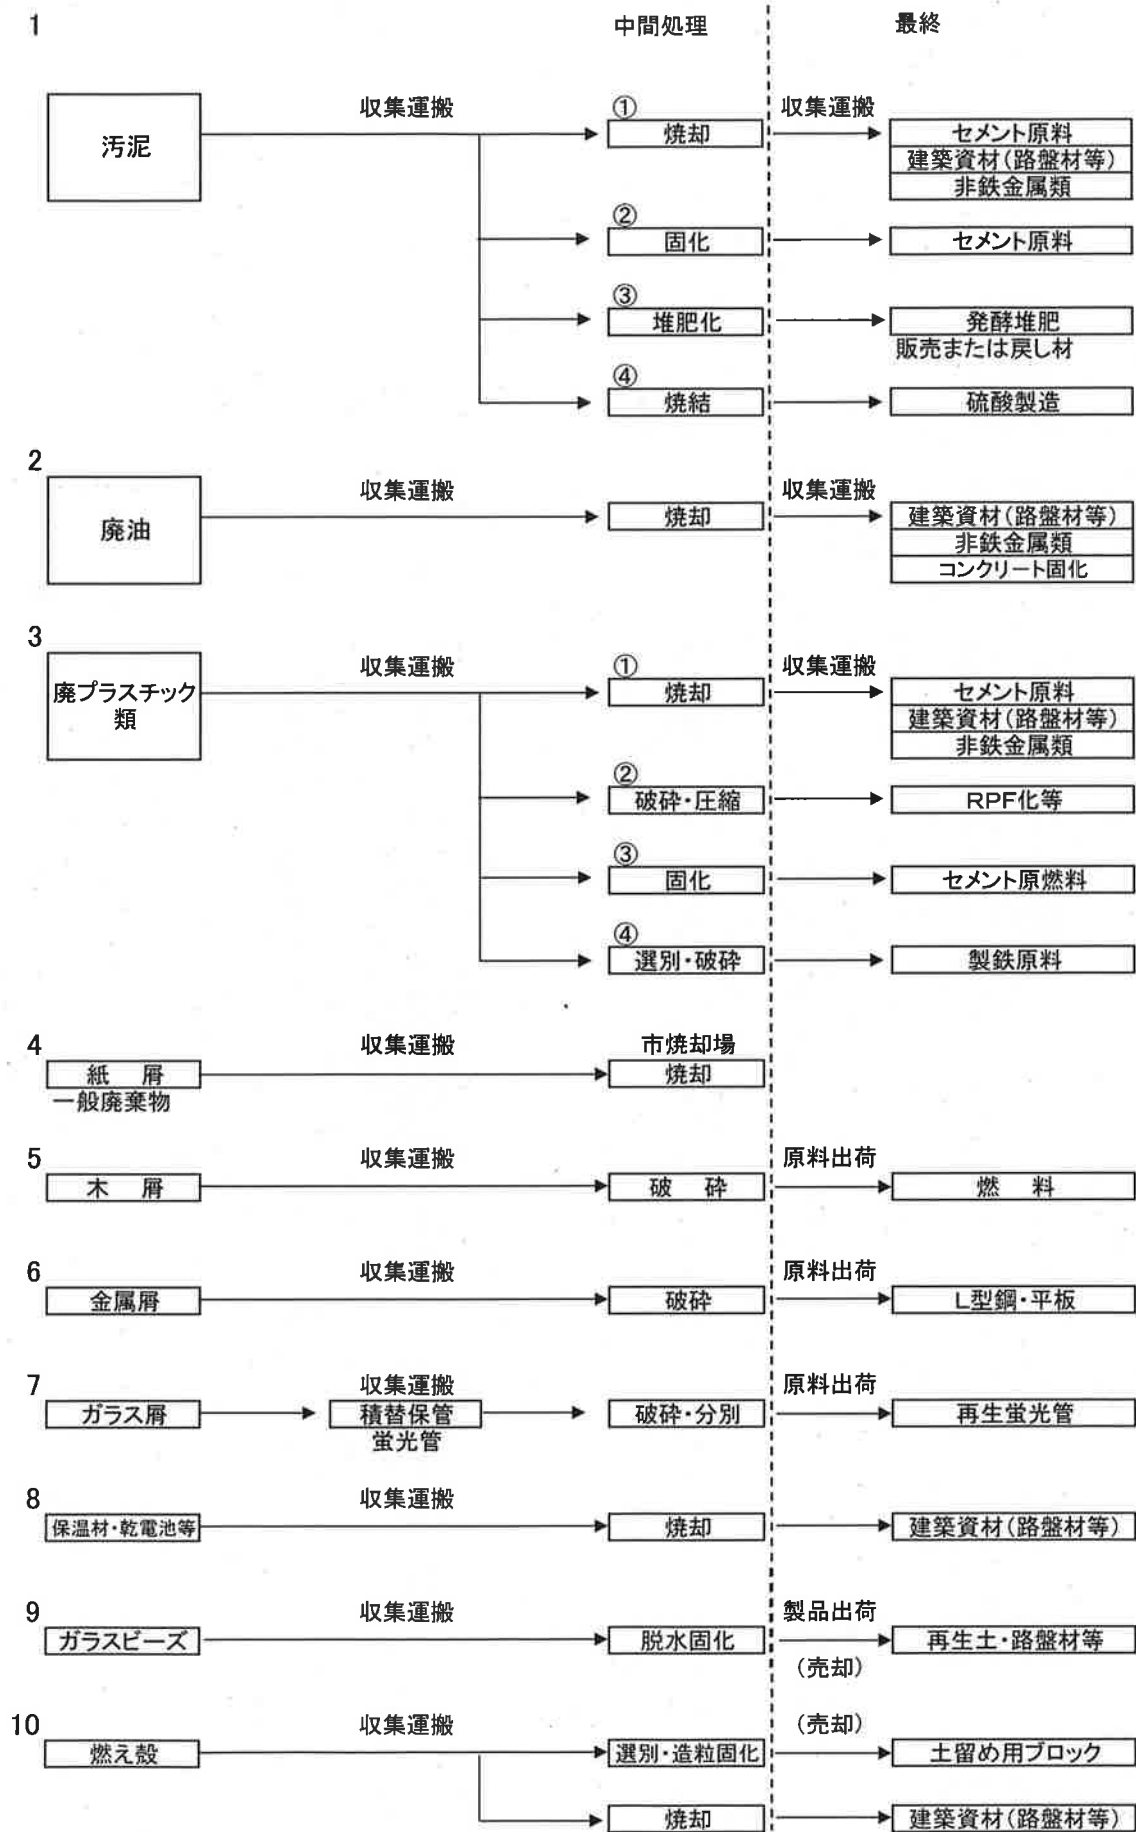 1
中間処理
最終
汚泥
収集運搬
①
焼却
収集運搬
セメント原料
建築資材(路盤材等)
非鉄金属類
②
固化
セメント原料
③
堆肥化
発酵堆肥
販売または戻し材
④
焼結
硫酸製造
2
廃油
収集運搬
焼却
収集運搬
建築資材(路盤材等)
非鉄金属類
コンクリート固化
3
廃プラスチック
類
収集運搬
①
焼却
収集運搬
セメント原料
建築資材(路盤材等)
非鉄金属類
②
破砕・圧縮
RPF化等
③
固化
セメント原燃料
④
選別・破砕
製鉄原料
4
紙 屑
一般廃棄物
収集運搬
市焼却場
焼却
5
木 屑
収集運搬
破 砕
原料出荷
燃 料
6
金属屑
収集運搬
破砕
原料出荷
L型鋼・平板
7
ガラス屑
収集運搬
積替保管
蛍光管
破砕・分別
原料出荷
再生蛍光管
8
保温材・乾電池等
収集運搬
焼却
建築資材(路盤材等)
9
ガラスビーズ
収集運搬
脱水固化
製品出荷
(売却)
再生土・路盤材等
10
燃え殻
収集運搬
選別・造粒固化
(売却)
土留め用ブロック
焼却
建築資材(路盤材等)